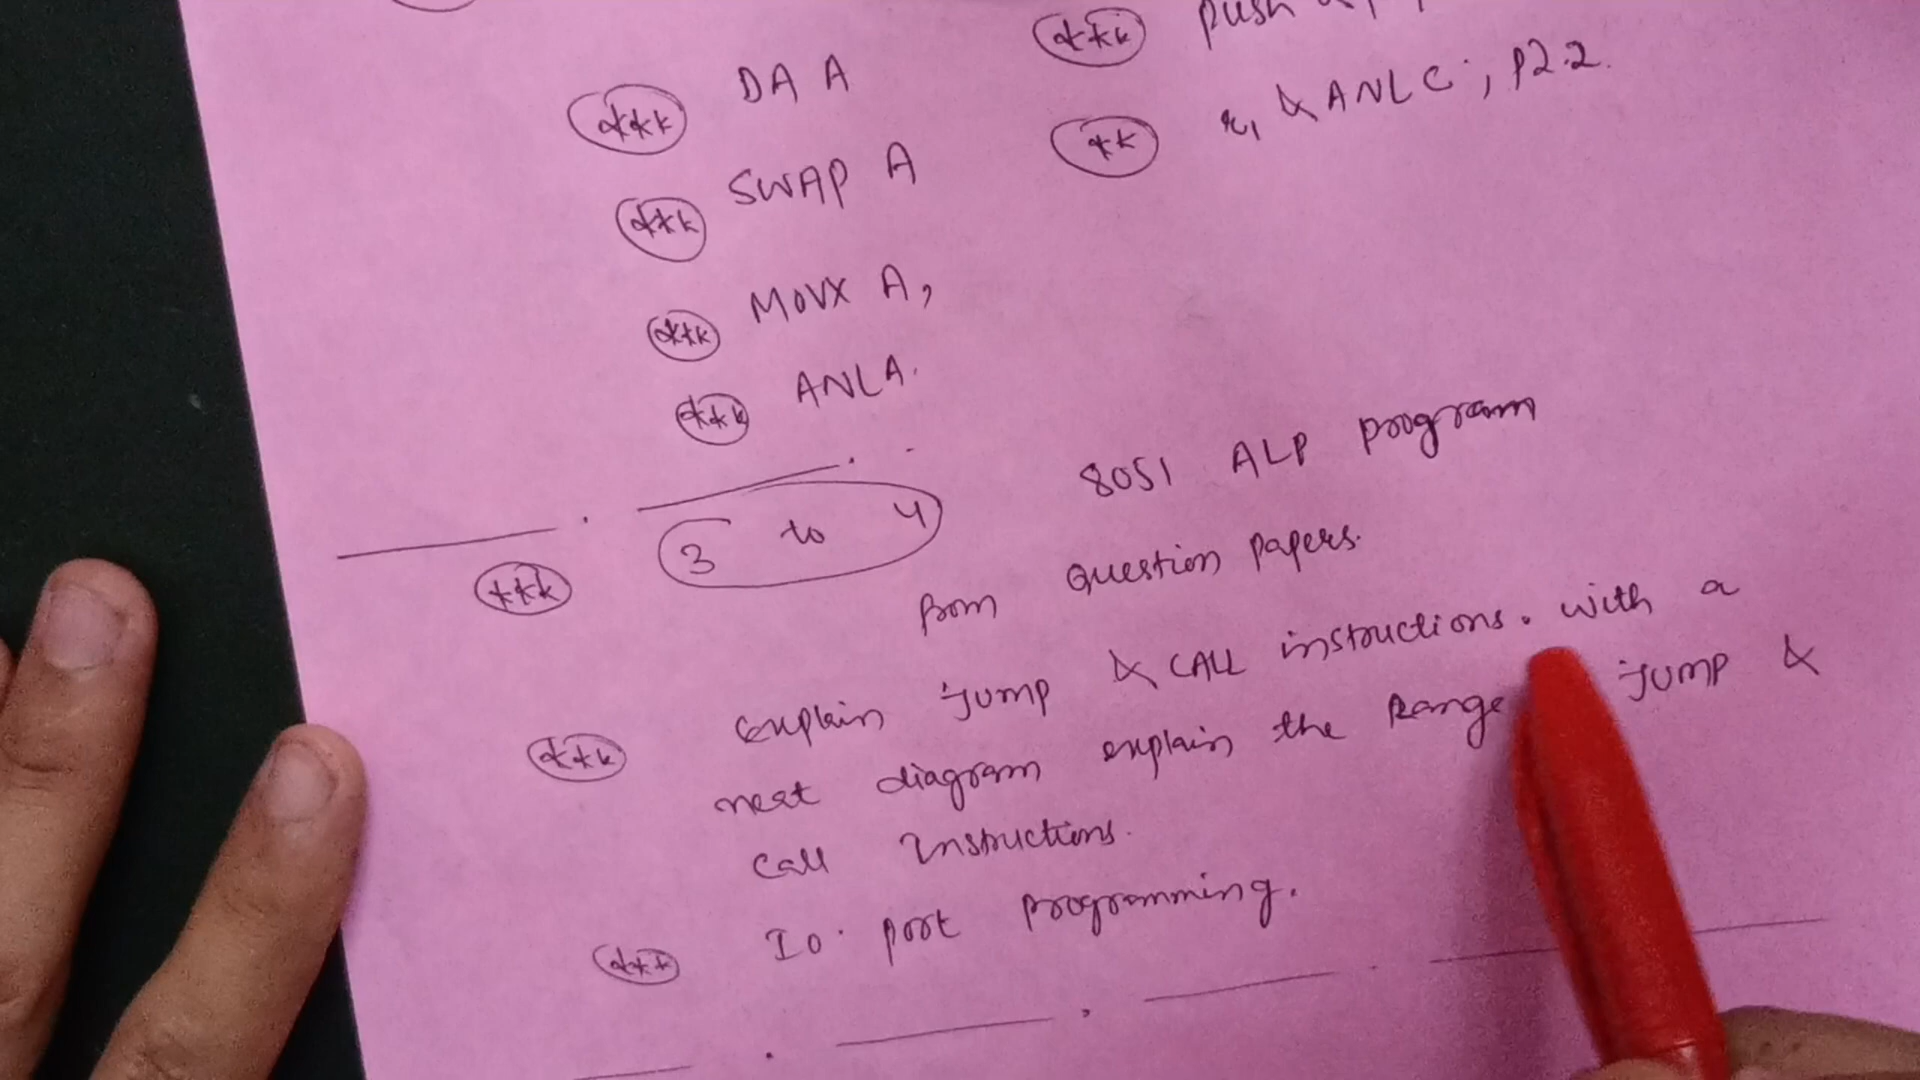 *** push
*** DA A
** & ANL C, P2.2.
*** SWAP A
*** MOVX A,
*** ANLA.
8051 ALP program
*** 3 to 4
from question papers.
*** explain jump & CALL instructions. with a
neat diagram explain the Range jump &
call Instructions.
*** Io. port programming.